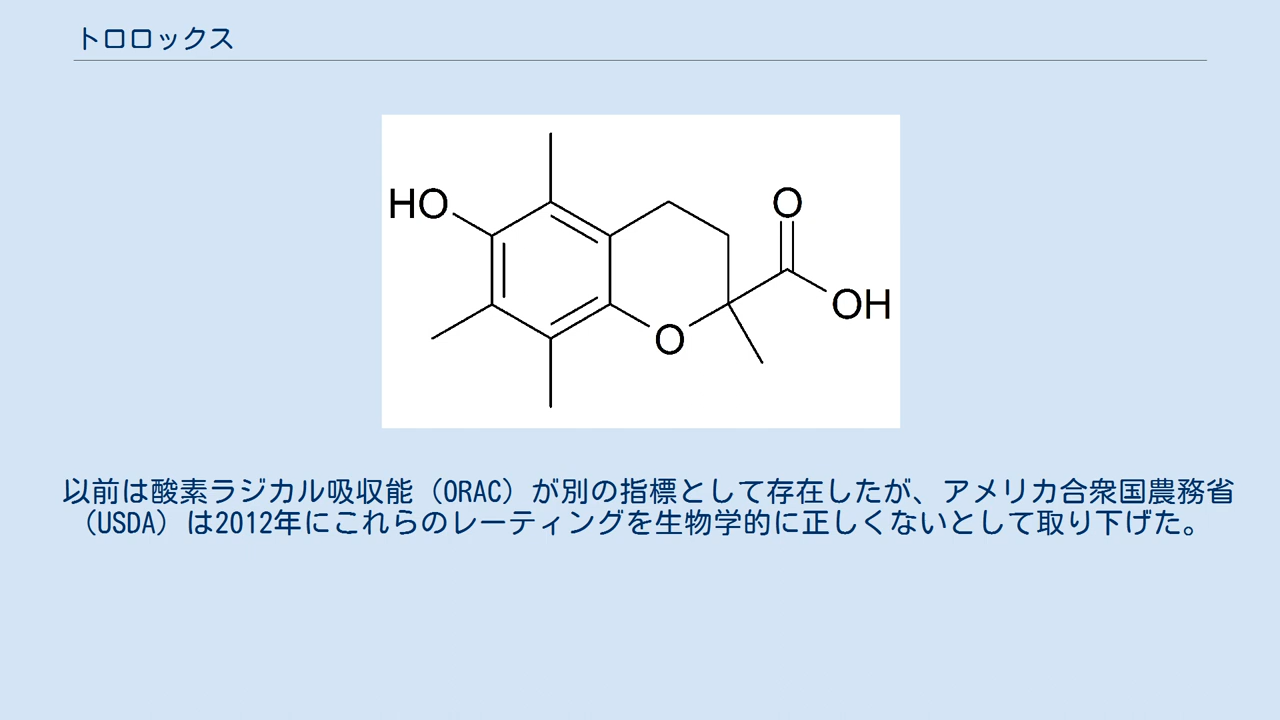 トロロックス
HO
O
OH
O
以前は酸素ラジカル吸収能（ORAC）が別の指標として存在したが、アメリカ合衆国農務省
（USDA）は2012年にこれらのレーティングを生物学的に正しくないとして取り下げた。